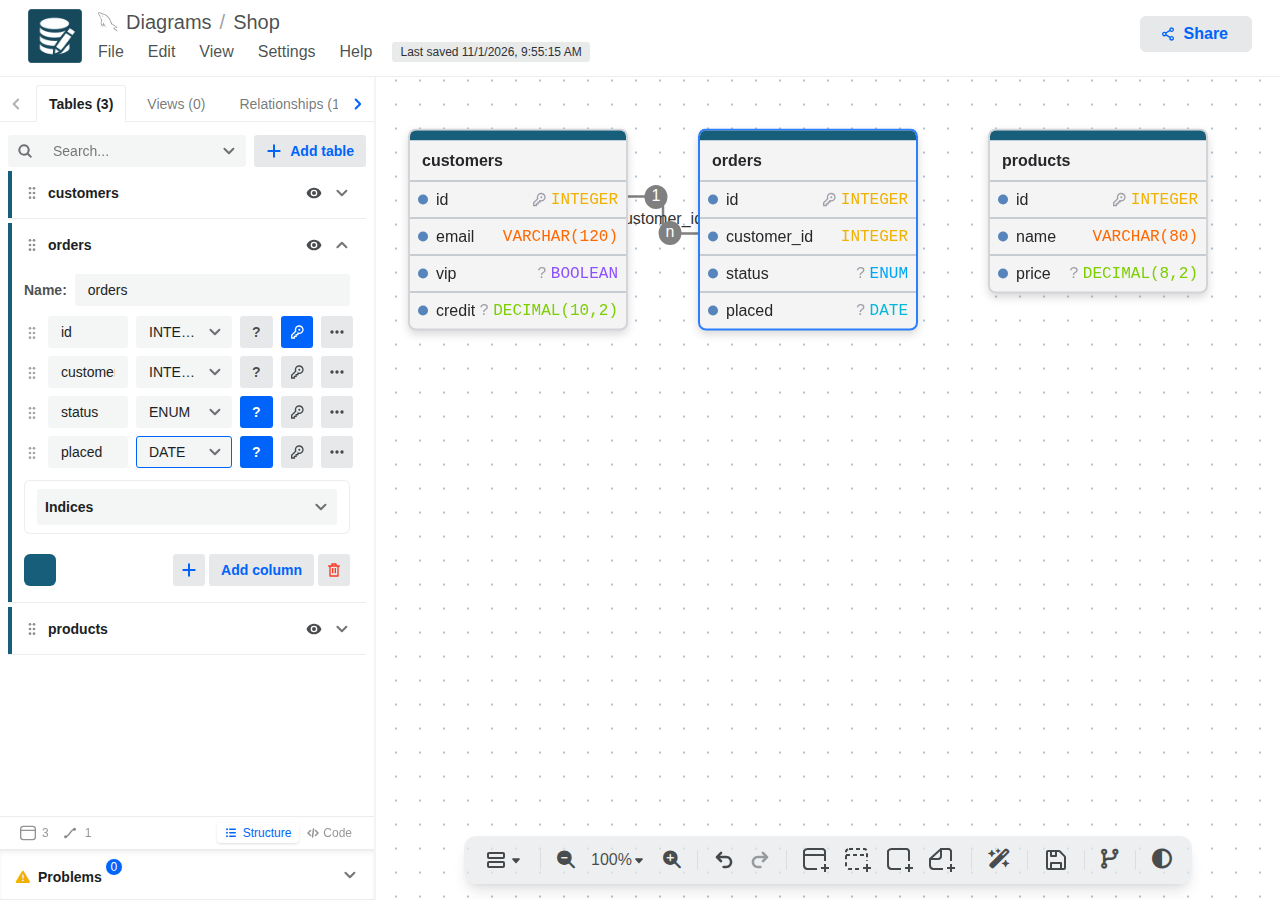 Diagrams / Shop
File Edit View Settings Help Last saved 11/1/2026, 9:55:15 AM
Share
Tables (3) Views (0) Relationships (1
Search... Add table
customers
orders
Name: orders
id INTE… ?
custome INTE… ?
status ENUM ?
placed DATE ?
Indices
Add column
products
3 1 Structure Code
Problems 0
customers
id INTEGER
email VARCHAR(120)
vip ? BOOLEAN
credit ? DECIMAL(10,2)
1
ustomer_id
n
orders
id INTEGER
customer_id INTEGER
status ? ENUM
placed ? DATE
products
id INTEGER
name VARCHAR(80)
price ? DECIMAL(8,2)
100%